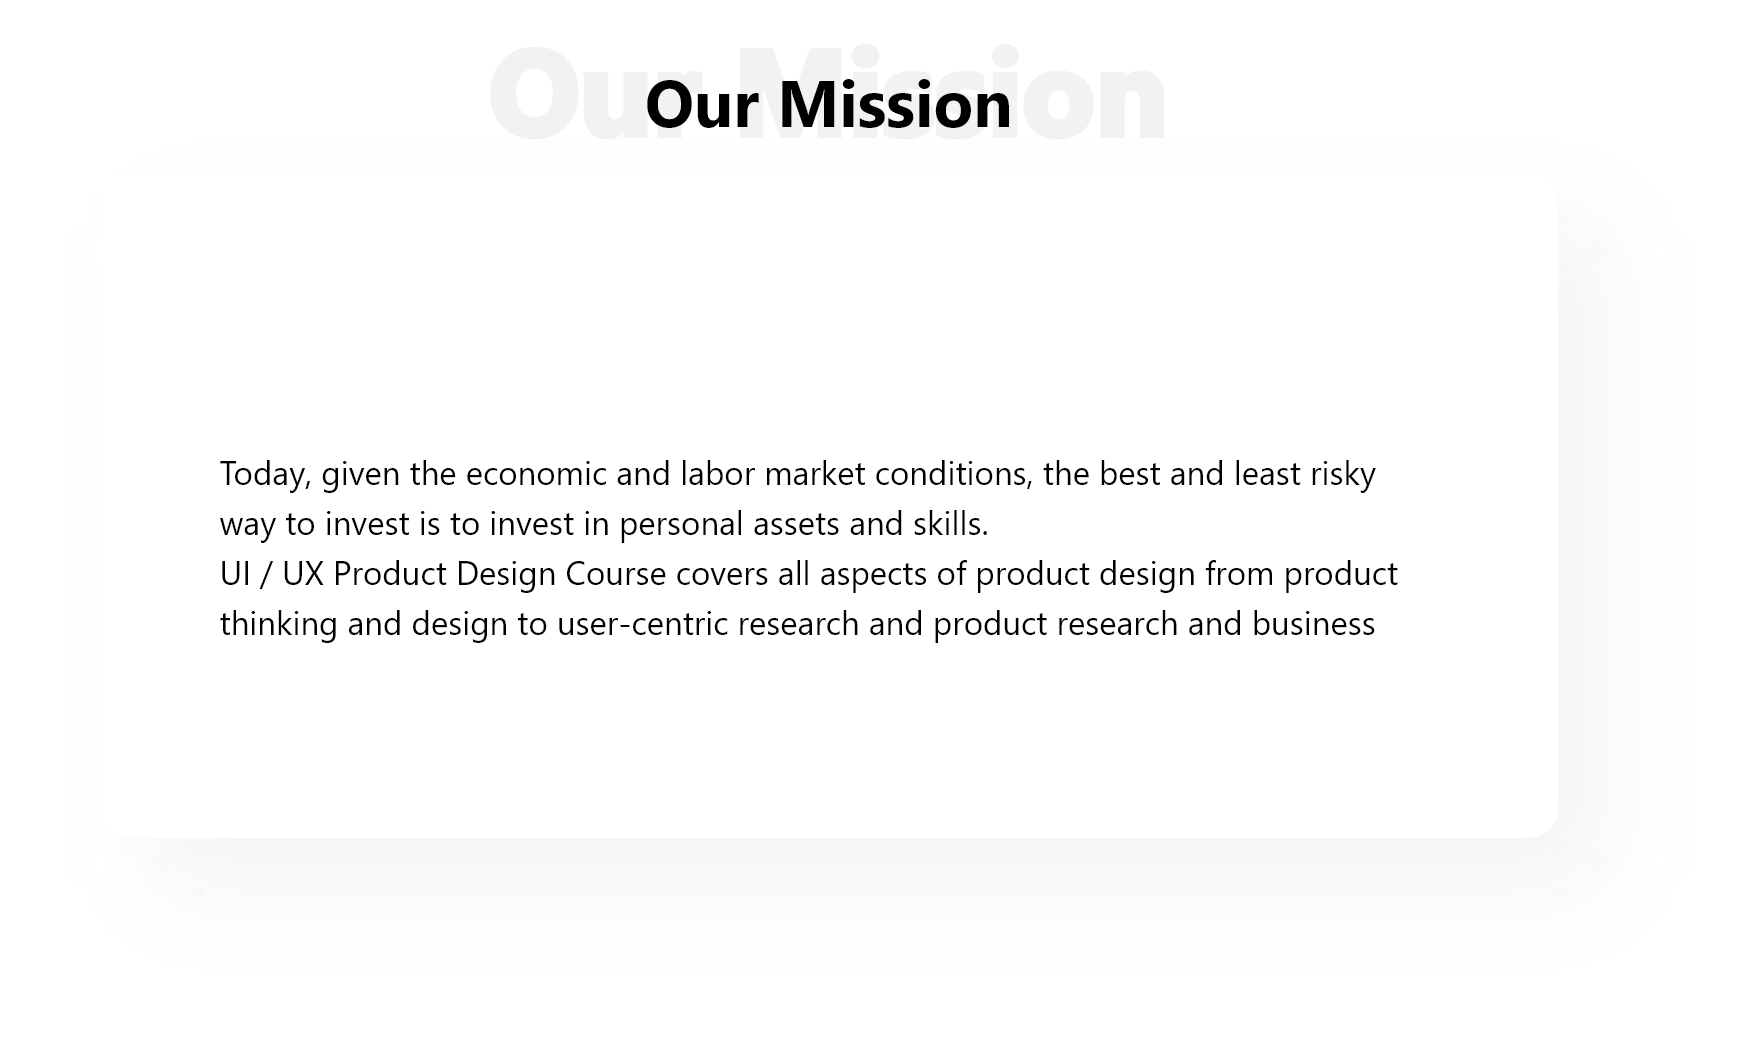 Our Mission
Our Mission
Today, given the economic and labor market conditions, the best and least risky
way to invest is to invest in personal assets and skills.
UI / UX Product Design Course covers all aspects of product design from product
thinking and design to user-centric research and product research and business